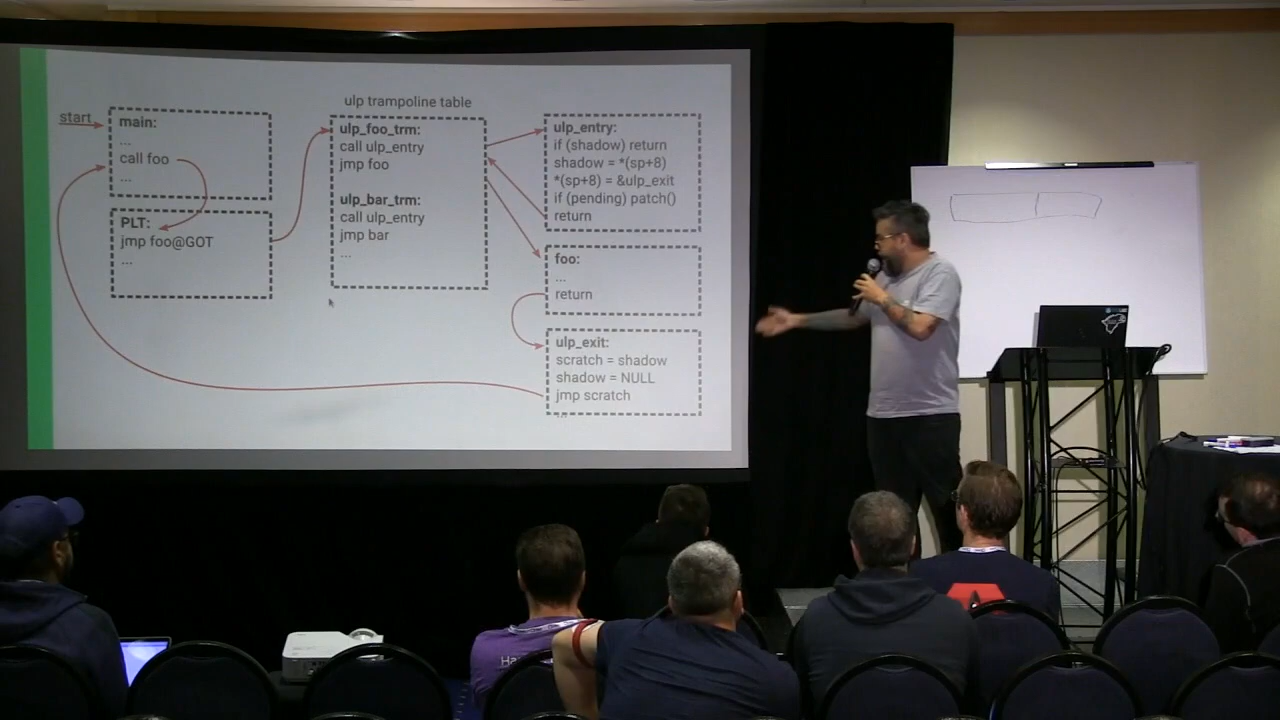 start
main:
...
call foo
...
PLT:
jmp foo@GOT
...
ulp trampoline table
ulp_foo_trm:
call ulp_entry
jmp foo
ulp_bar_trm:
call ulp_entry
jmp bar
...
ulp_entry:
if (shadow) return
shadow = *(sp+8)
*(sp+8) = &ulp_exit
if (pending) patch()
return
foo:
...
return
ulp_exit:
scratch = shadow
shadow = NULL
jmp scratch
...